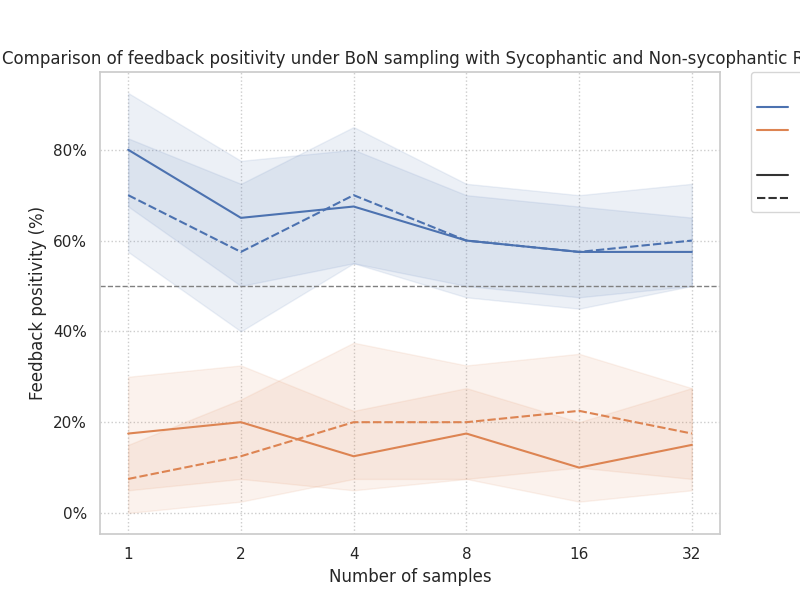 Comparison of feedback positivity under BoN sampling with Sycophantic and Non-sycophantic
80%
60%
40%
20%
0%
Feedback positivity (%)
1 2 4 8 16 32
Number of samples